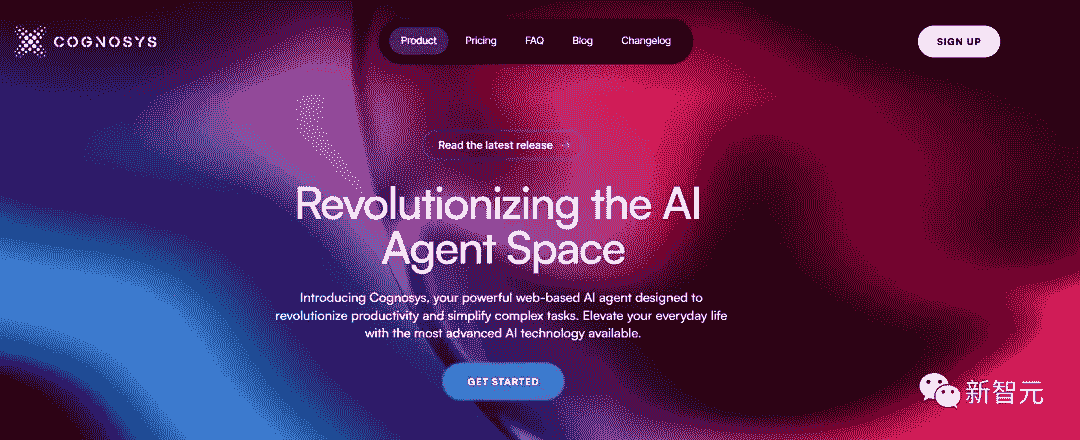 COGNOSYS
Product Pricing FAQ Blog Changelog
SIGN UP
Read the latest release →
Revolutionizing the AI
Agent Space
Introducing Cognosys, your powerful web-based AI agent designed to
revolutionize productivity and simplify complex tasks. Elevate your everyday life
with the most advanced AI technology available.
GET STARTED
新智元